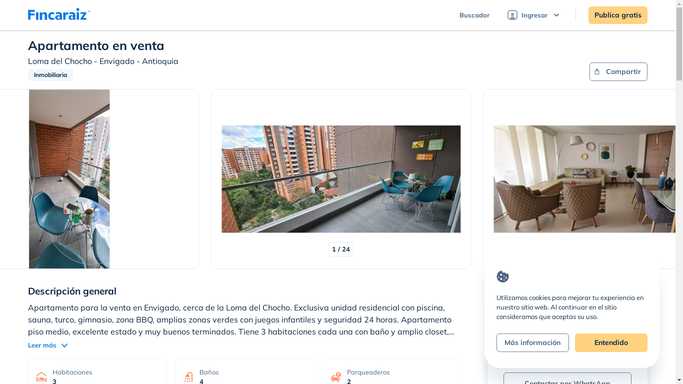 Fincaraiz
Buscador
Ingresar
Publica gratis
Apartamento en venta
Loma del Chocho - Envigado - Antioquia
Inmobiliaria
Compartir
1 / 24
Descripción general
Apartamento para la venta en Envigado, cerca de la Loma del Chocho. Exclusiva unidad residencial con piscina,
sauna, turco, gimnasio, zona BBQ, amplias zonas verdes con juegos infantiles y seguridad 24 horas. Apartamento
piso medio, excelente estado y muy buenos terminados. Tiene 3 habitaciones cada una con baño y amplio closet,...
Leer más
Habitaciones
3
Baños
4
Parqueaderos
2
Utilizamos cookies para mejorar tu experiencia en
nuestro sitio web. Al continuar en el sitio
consideramos que aceptas su uso.
Más información
Entendido
Contactar por WhatsApp